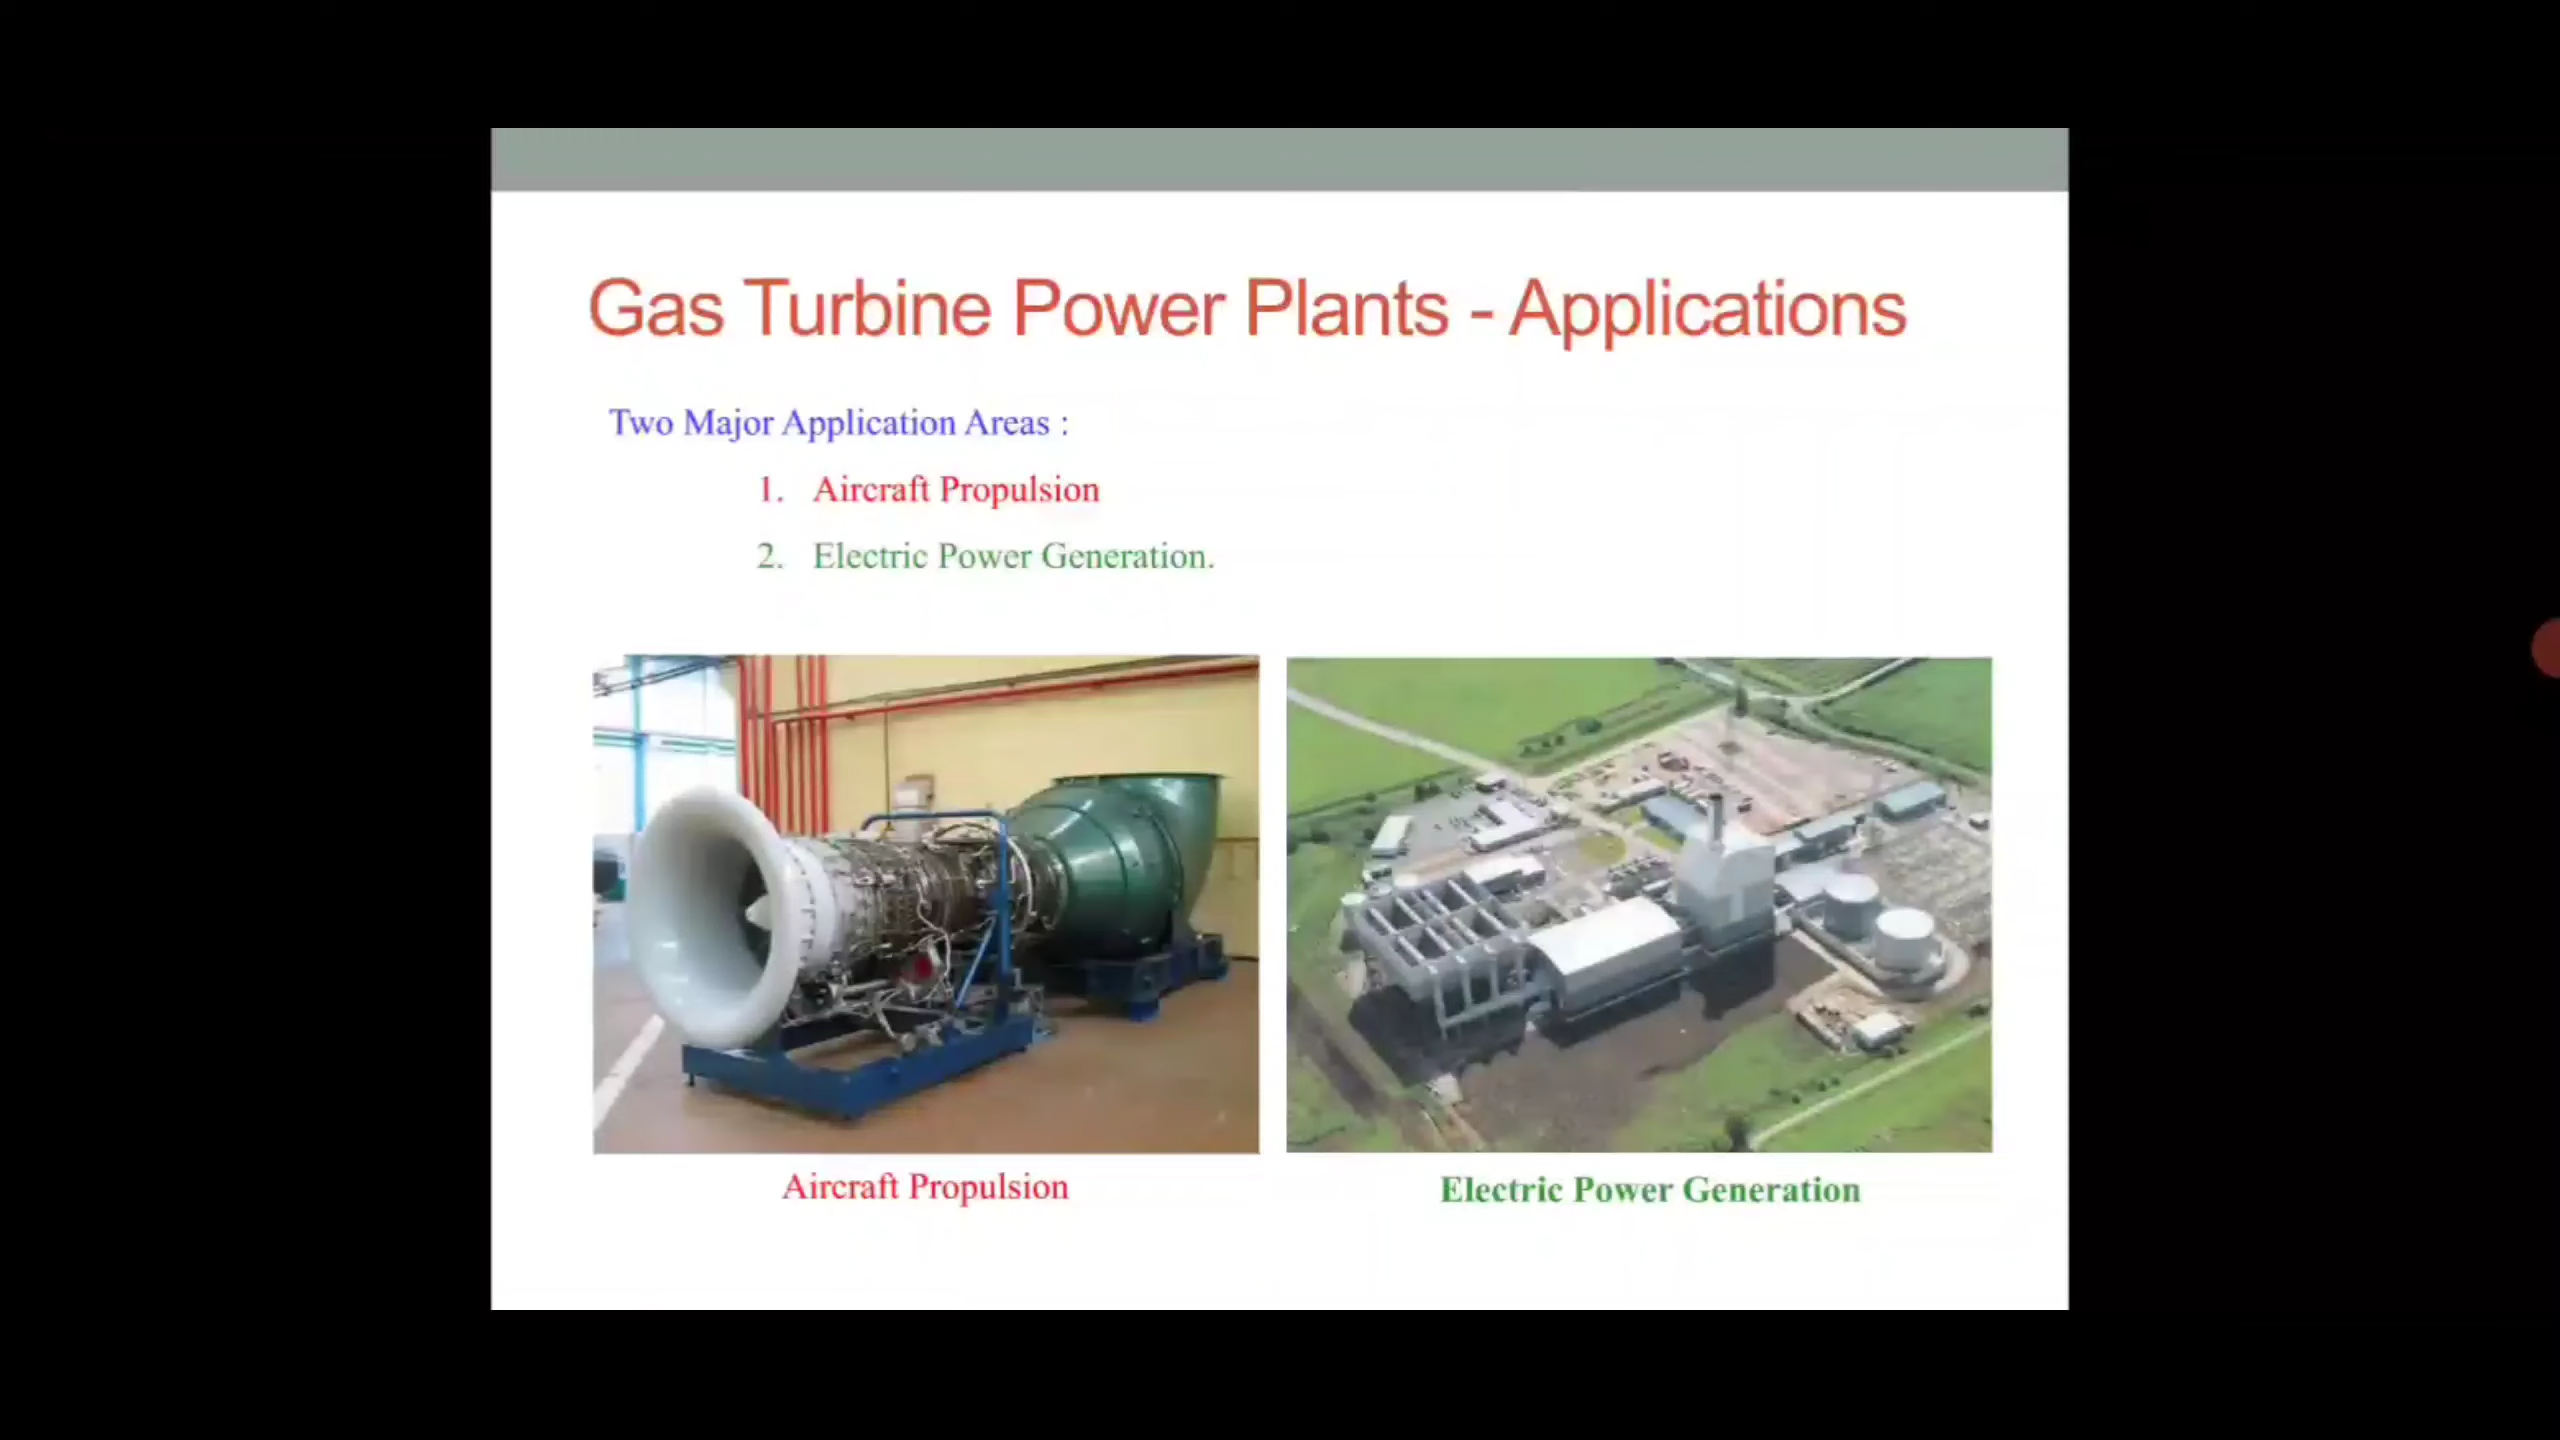 Gas Turbine Power Plants - Applications
Two Major Application Areas :
1. Aircraft Propulsion
2. Electric Power Generation.
Aircraft Propulsion
Electric Power Generation